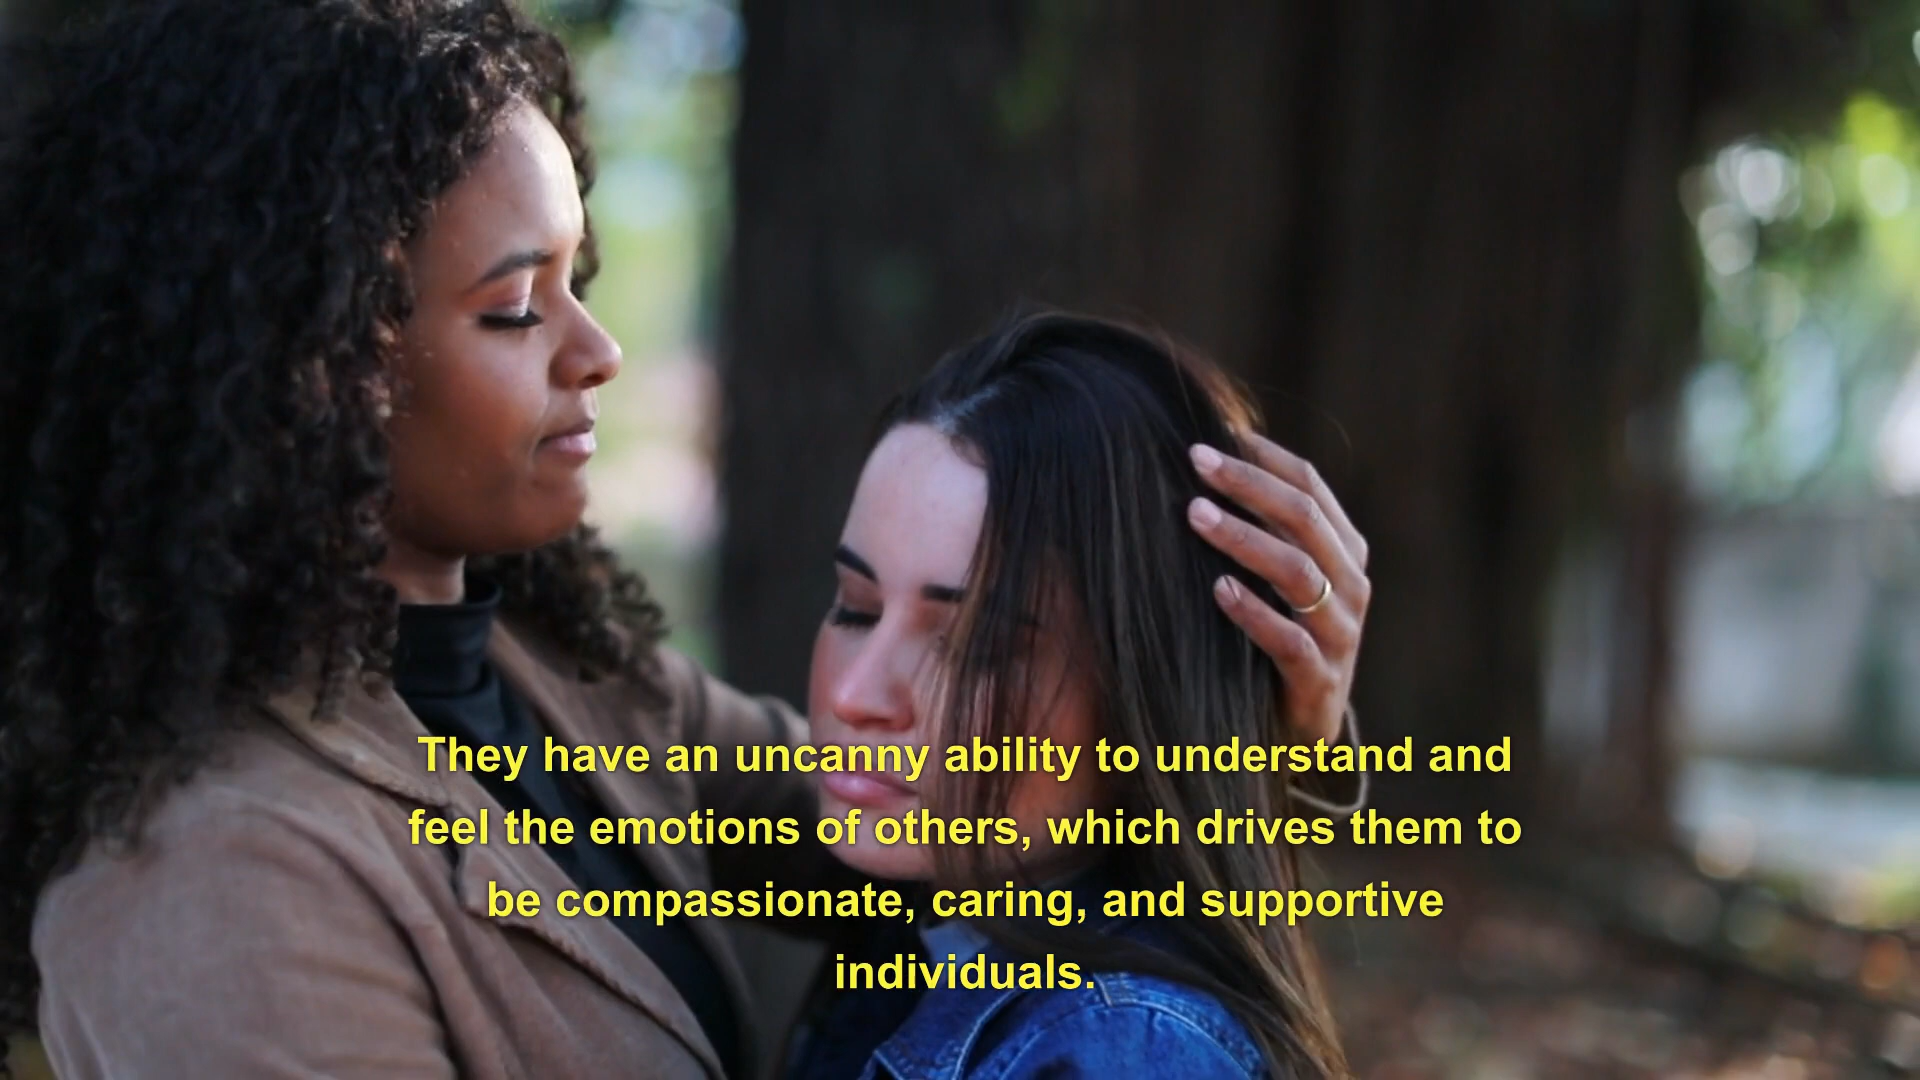 They have an uncanny ability to understand and
feel the emotions of others, which drives them to
be compassionate, caring, and supportive
individuals.